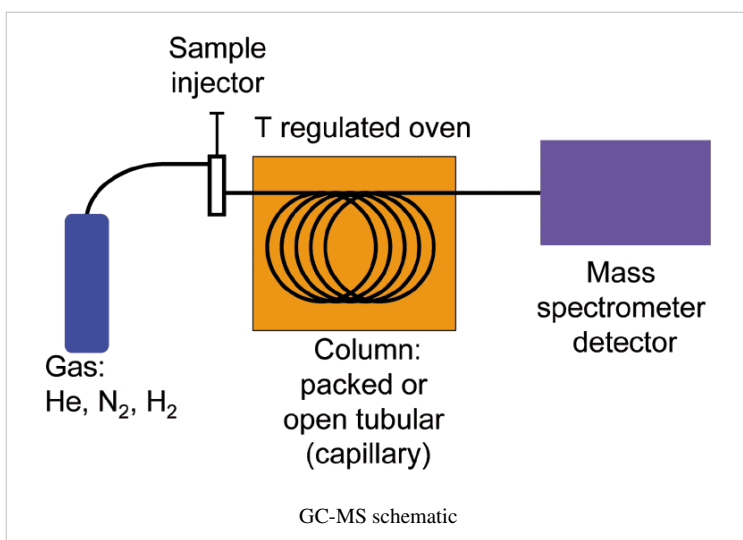 Sample
injector
T regulated oven
Mass
spectrometer
detector
Gas:
He, N₂, H₂
Column:
packed or
open tubular
(capillary)
GC-MS schematic